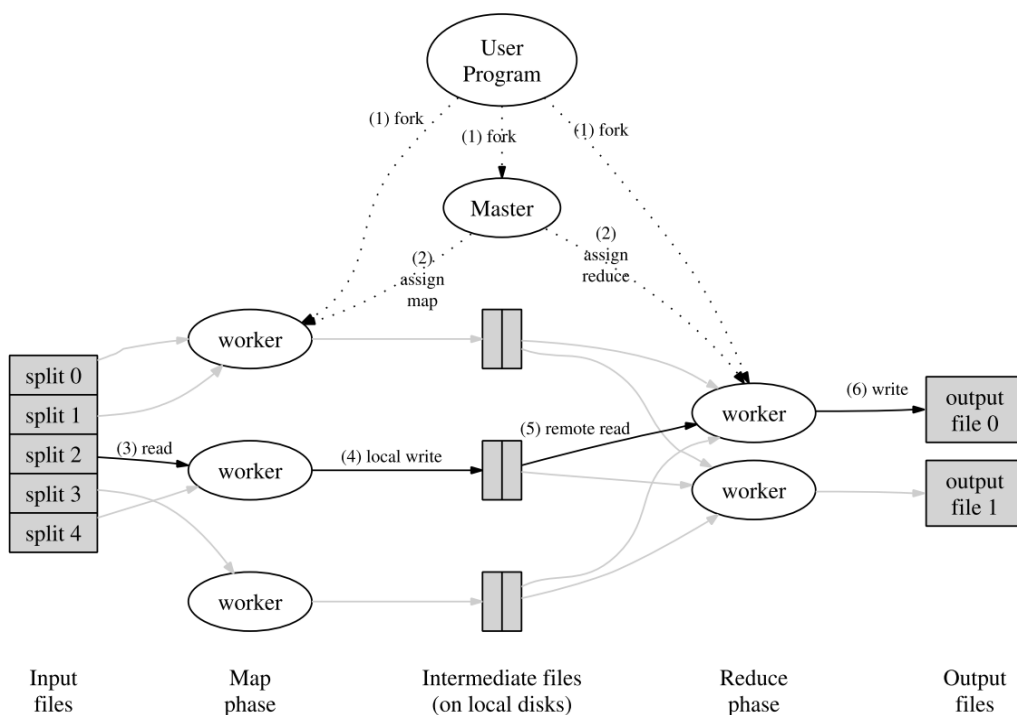 User
Program
(1) fork
(1) fork
(1) fork
Master
(2)
assign
map
(2)
assign
reduce
worker
split 0
split 1
split 2
split 3
split 4
(3) read
worker
(4) local write
(5) remote read
worker
(6) write
output
file 0
worker
output
file 1
worker
Input
files
Map
phase
Intermediate files
(on local disks)
Reduce
phase
Output
files